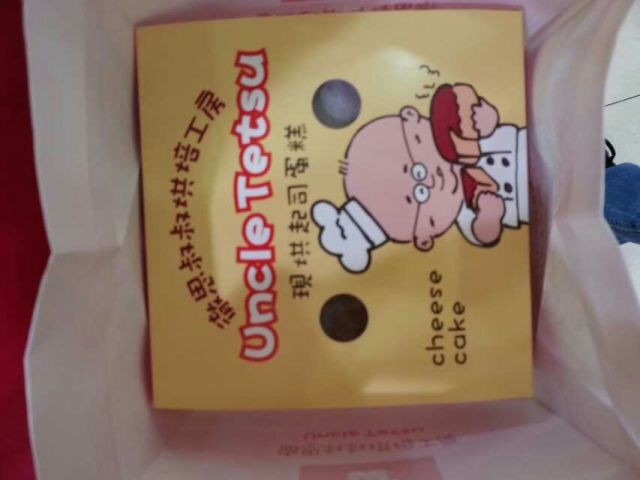 徹思叔叔烘焙工房
Uncle Tetsu
現烘起司蛋糕
cheese
cake